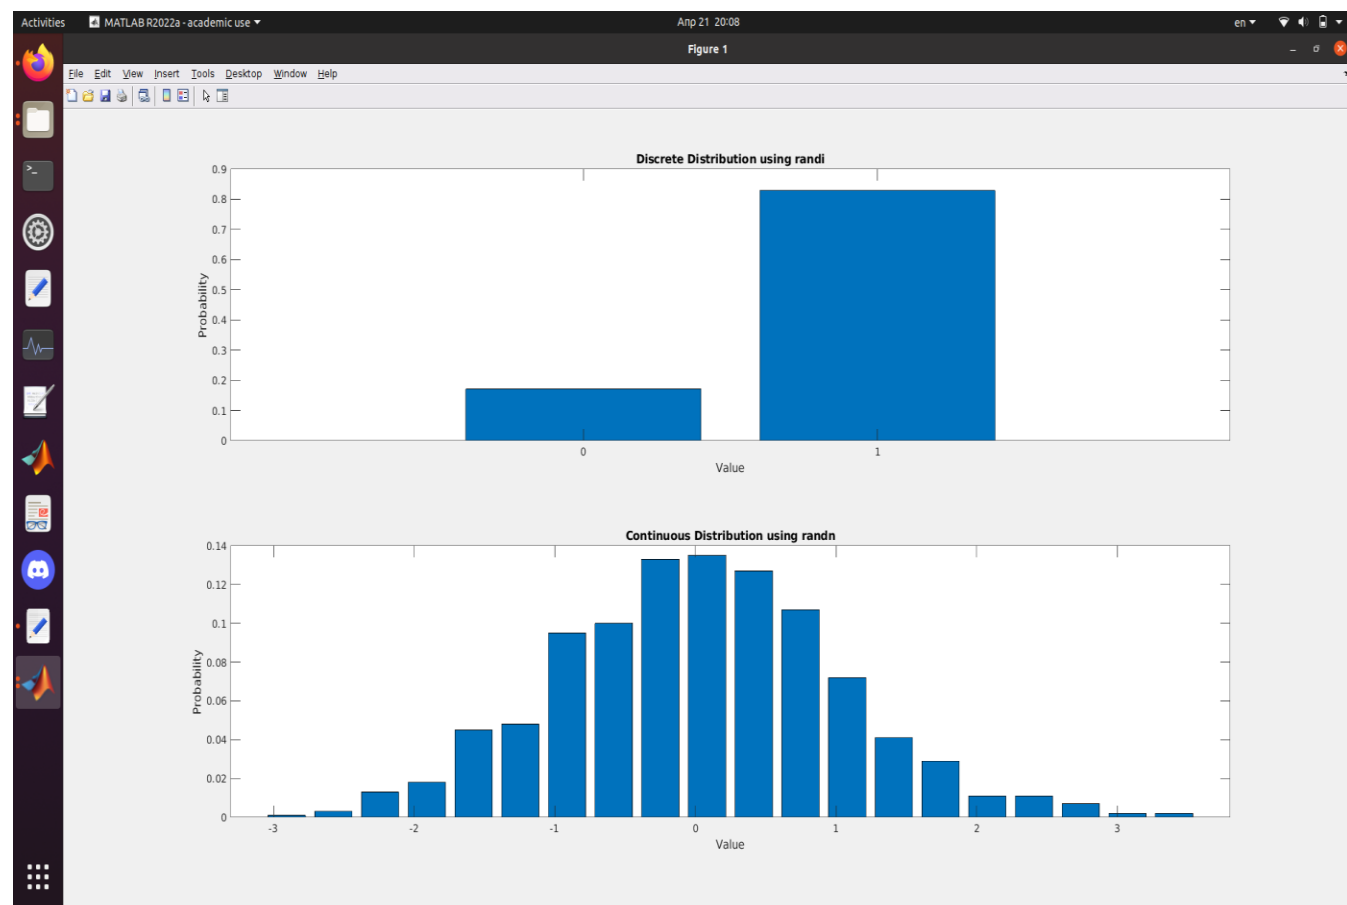 Activities MATLAB R2022a - academic use Апр 21 20:08 en
Figure 1
File Edit View Insert Tools Desktop Window Help
Discrete Distribution using randi
0.9
0.8
0.7
0.6
0.5
0.4
0.3
0.2
0.1
0
Probability
0 1
Value
Continuous Distribution using randn
0.14
0.12
0.1
0.08
0.06
0.04
0.02
0
Probability
-3 -2 -1 0 1 2 3
Value